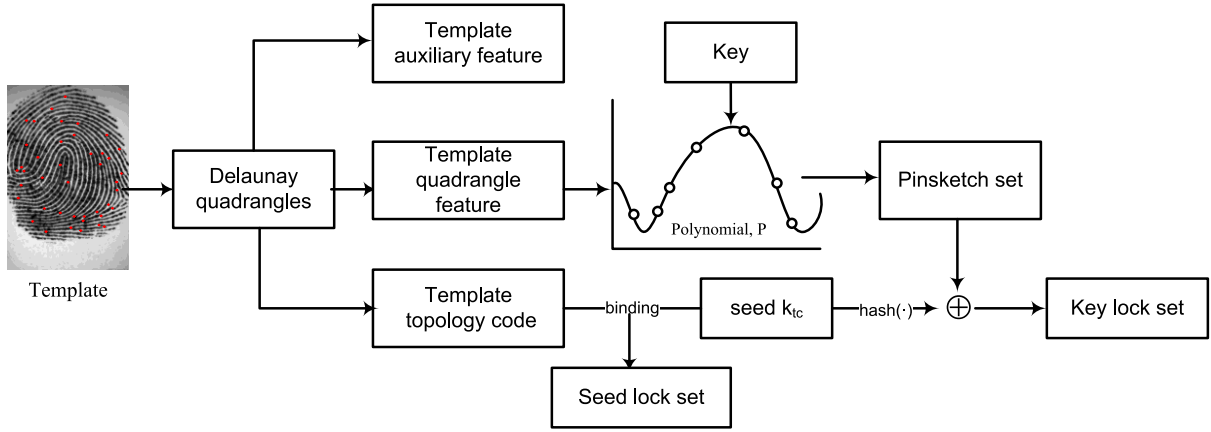 Template
auxiliary feature
Key
Delaunay
quadrangles
Template
quadrangle
feature
Pinsketch set
Polynomial, P
Template
Template
topology code
binding
seed k_tc
hash(·)
⊕
Key lock set
Seed lock set